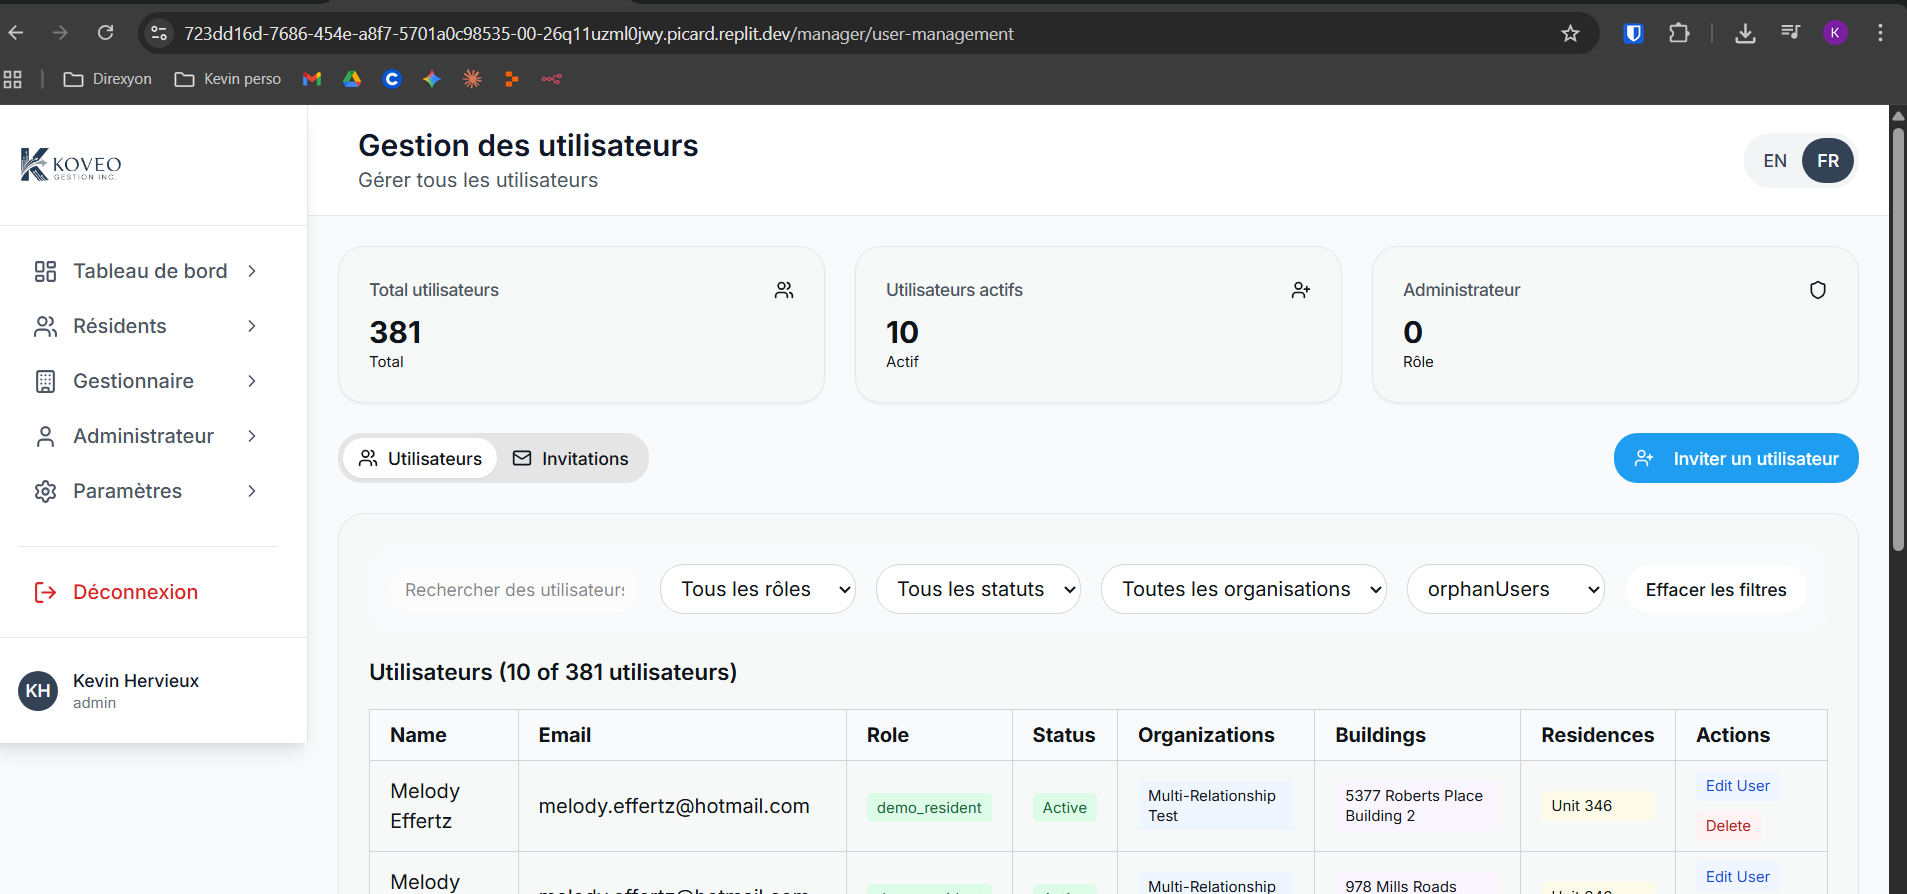 723dd16d-7686-454e-a8f7-5701a0c98535-00-26q11uzml0jwy.picard.replit.dev/manager/user-management
K
Direxyon
Kevin perso
KOVEO
GESTION INC.
Gestion des utilisateurs
Gérer tous les utilisateurs
EN FR
Tableau de bord
Résidents
Gestionnaire
Administrateur
Paramètres
Déconnexion
KH
Kevin Hervieux
admin
Total utilisateurs
381
Total
Utilisateurs actifs
10
Actif
Administrateur
0
Rôle
Utilisateurs Invitations
Inviter un utilisateur
Rechercher des utilisateurs Tous les rôles Tous les statuts Toutes les organisations orphanUsers Effacer les filtres
Utilisateurs (10 of 381 utilisateurs)
Name Email Role Status Organizations Buildings Residences Actions
Melody
Effertz
melody.effertz@hotmail.com
demo_resident
Active
Multi-Relationship
Test
5377 Roberts Place
Building 2
Unit 346
Edit User
Delete
Melody
Multi-Relationship
978 Mills Roads
Edit User